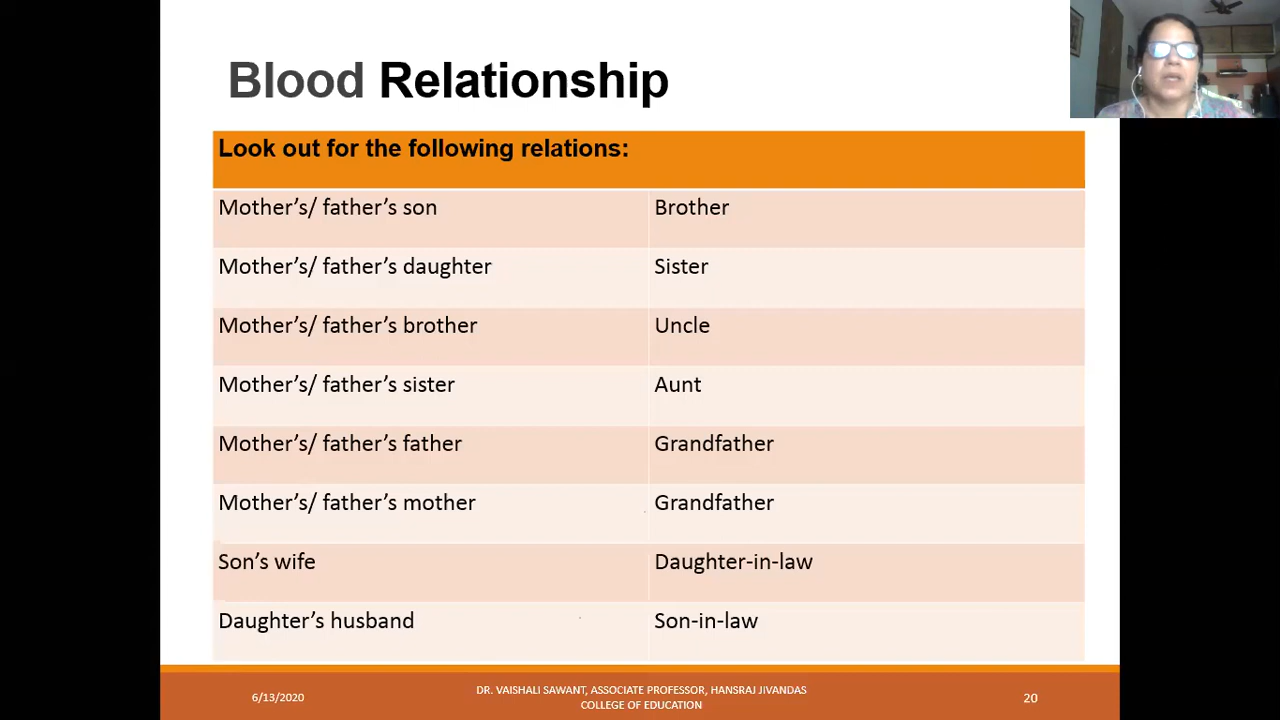 Blood Relationship
Look out for the following relations:
Mother’s/ father’s son Brother
Mother’s/ father’s daughter Sister
Mother’s/ father’s brother Uncle
Mother’s/ father’s sister Aunt
Mother’s/ father’s father Grandfather
Mother’s/ father’s mother Grandfather
Son’s wife Daughter-in-law
Daughter’s husband Son-in-law
6/13/2020
DR. VAISHALI SAWANT, ASSOCIATE PROFESSOR, HANSRAJ JIVANDAS
COLLEGE OF EDUCATION
20